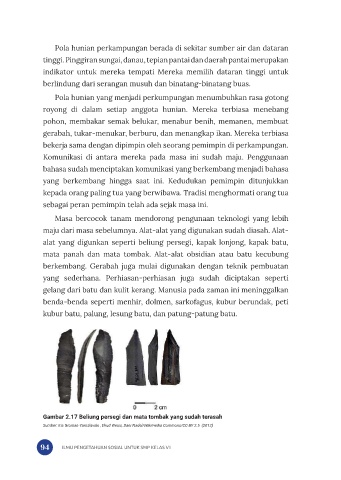 Pola hunian perkampungan berada di sekitar sumber air dan dataran
tinggi. Pinggiran sungai, danau, tepian pantai dan daerah pantai merupakan
indikator untuk mereka tempati Mereka memilih dataran tinggi untuk
berlindung dari serangan musuh dan binatang-binatang buas.
Pola hunian yang menjadi perkumpungan menumbuhkan rasa gotong
royong di dalam setiap anggota hunian. Mereka terbiasa menebang
pohon, membakar semak belukar, menabur benih, memanen, membuat
gerabah, tukar-menukar, berburu, dan menangkap ikan. Mereka terbiasa
bekerja sama dengan dipimpin oleh seorang pemimpin di perkampungan.
Komunikasi di antara mereka pada masa ini sudah maju. Penggunaan
bahasa sudah menciptakan komunikasi yang berkembang menjadi bahasa
yang berkembang hingga saat ini. Kedudukan pemimpin ditunjukkan
kepada orang paling tua yang berwibawa. Tradisi menghormati orang tua
sebagai peran pemimpin telah ada sejak masa ini.
Masa bercocok tanam mendorong pengunaan teknologi yang lebih
maju dari masa sebelumnya. Alat-alat yang digunakan sudah diasah. Alat-
alat yang digunkan seperti beliung persegi, kapak lonjong, kapak batu,
mata panah dan mata tombak. Alat-alat obsidian atau batu kecubung
berkembang. Gerabah juga mulai digunakan dengan teknik pembuatan
yang sederhana. Perhiasan-perhiasan juga sudah diciptakan seperti
gelang dari batu dan kulit kerang. Manusia pada zaman ini meninggalkan
benda-benda seperti menhir, dolmen, sarkofagus, kubur berundak, peti
kubur batu, palung, lesung batu, dan patung-patung batu.
0 2 cm
Gambar 2.17 Beliung persegi dan mata tombak yang sudah terasah
Sumber: Iris Wikimedia Commons/CC-BY 2.5 (2012)
94 ILMU PENGETAHUAN SOSIAL UNTUK SMP KELAS VII